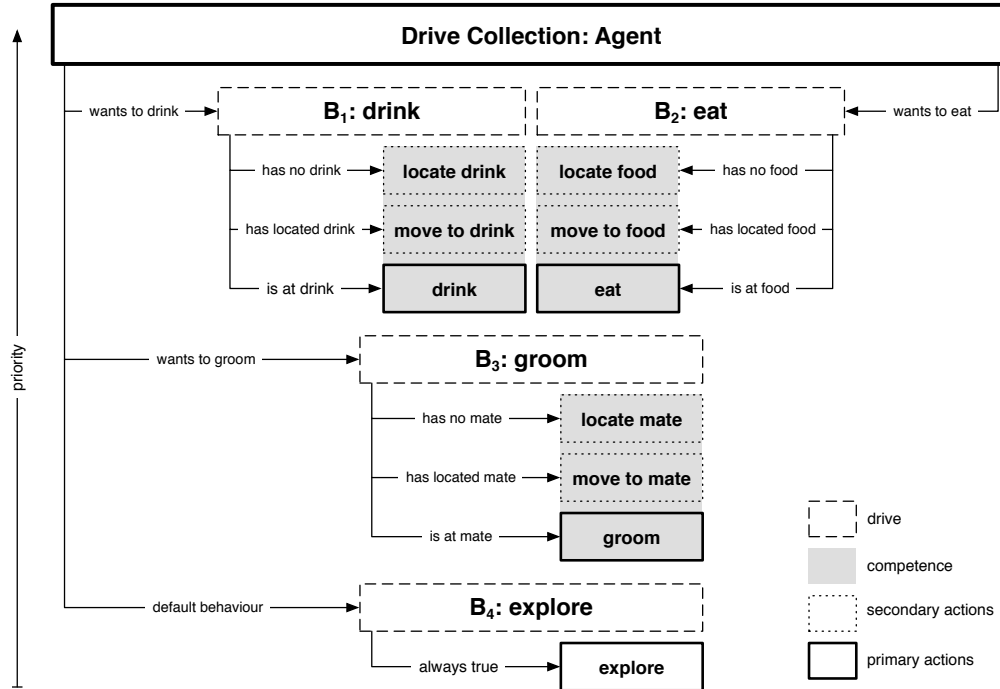 Drive Collection: Agent
wants to drink
B₁: drink
B₂: eat
wants to eat
has no drink
locate drink
locate food
has no food
has located drink
move to drink
move to food
has located food
is at drink
drink
eat
is at food
priority
wants to groom
B₃: groom
has no mate
locate mate
has located mate
move to mate
is at mate
groom
default behaviour
B₄: explore
always true
explore
drive
competence
secondary actions
primary actions